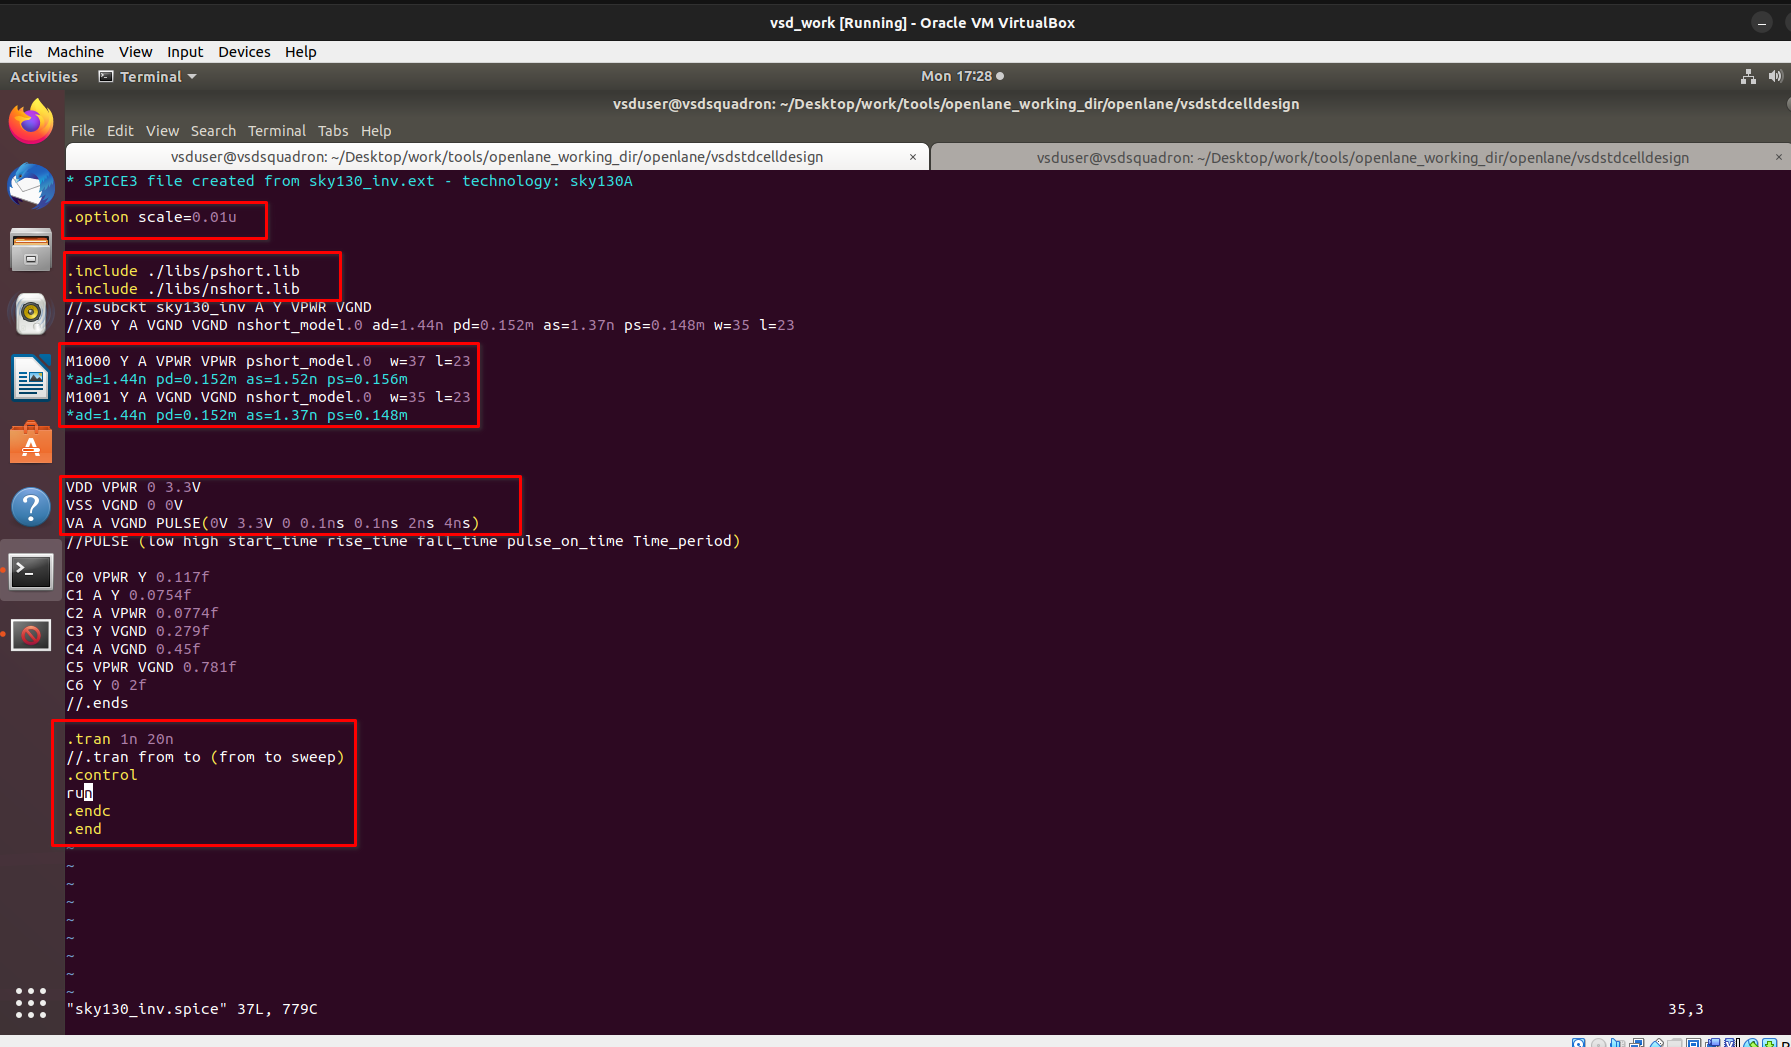 vsd_work [Running] - Oracle VM VirtualBox
File Machine View Input Devices Help
Activities Terminal Mon 17:28
vsduser@vsdsquadron: ~/Desktop/work/tools/openlane_working_dir/openlane/vsdstdcelldesign
File Edit View Search Terminal Tabs Help
vsduser@vsdsquadron: ~/Desktop/work/tools/openlane_working_dir/openlane/vsdstdcelldesign × vsduser@vsdsquadron: ~/Desktop/work/tools/openlane_working_dir/openlane/vsdstdcelldesign ×
* SPICE3 file created from sky130_inv.ext - technology: sky130A
.option scale=0.01u
.include ./libs/pshort.lib
.include ./libs/nshort.lib
//.subckt sky130_inv A Y VPWR VGND
//X0 Y A VGND VGND nshort_model.0 ad=1.44n pd=0.152m as=1.37n ps=0.148m w=35 l=23
M1000 Y A VPWR VPWR pshort_model.0  w=37 l=23
*ad=1.44n pd=0.152m as=1.52n ps=0.156m
M1001 Y A VGND VGND nshort_model.0  w=35 l=23
*ad=1.44n pd=0.152m as=1.37n ps=0.148m
VDD VPWR 0 3.3V
VSS VGND 0 0V
VA A VGND PULSE(0V 3.3V 0 0.1ns 0.1ns 2ns 4ns)
//PULSE (low high start_time rise_time fall_time pulse_on_time Time_period)
C0 VPWR Y 0.117f
C1 A Y 0.0754f
C2 A VPWR 0.0774f
C3 Y VGND 0.279f
C4 A VGND 0.45f
C5 VPWR VGND 0.781f
C6 Y 0 2f
//.ends
.tran 1n 20n
//.tran from to (from to sweep)
.control
run
.endc
.end
~
~
~
~
~
~
~
~
~
"sky130_inv.spice" 37L, 779C 35,3